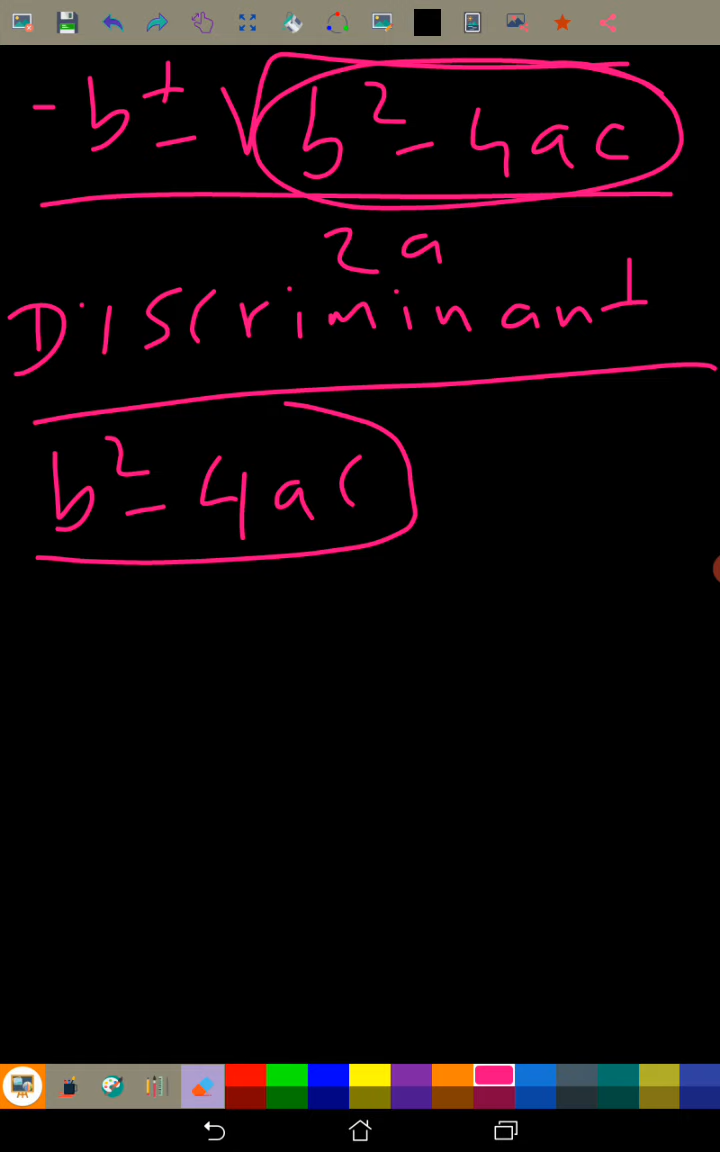 -b ± √b² - 4ac
2a
Discriminant
b² - 4ac